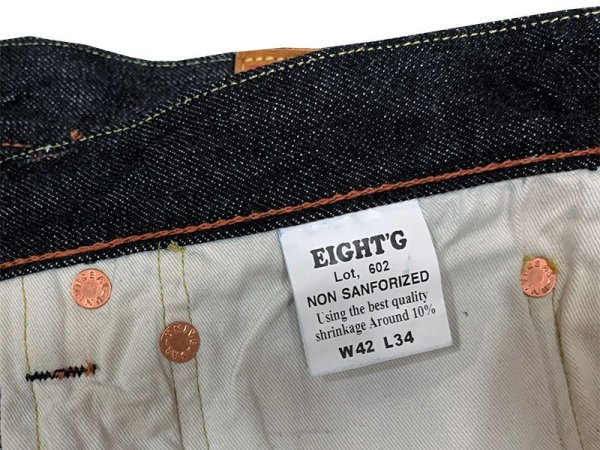 EIGHT'G
Lot, 602
NON SANFORIZED
Using the best quality
shrinkage Around 10%
W42 L34